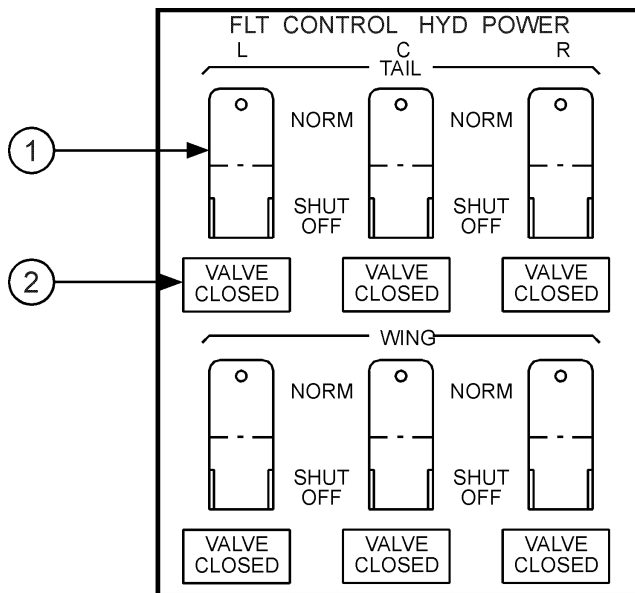 FLT CONTROL HYD POWER
L C R
TAIL
NORM NORM
1
SHUT OFF SHUT OFF
2
VALVE CLOSED VALVE CLOSED VALVE CLOSED
WING
NORM NORM
SHUT OFF SHUT OFF
VALVE CLOSED VALVE CLOSED VALVE CLOSED